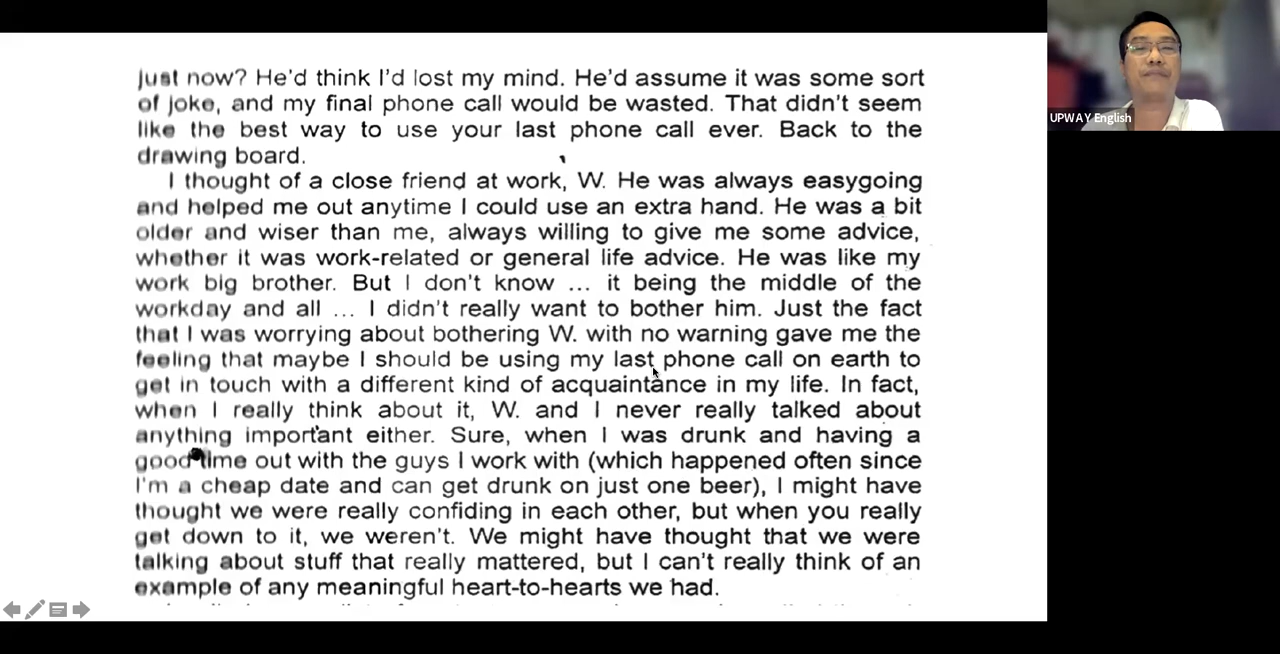 just now? He'd think I'd lost my mind. He'd assume it was some sort
of joke, and my final phone call would be wasted. That didn't seem
like the best way to use your last phone call ever. Back to the
drawing board.
I thought of a close friend at work, W. He was always easygoing
and helped me out anytime I could use an extra hand. He was a bit
older and wiser than me, always willing to give me some advice,
whether it was work-related or general life advice. He was like my
work big brother. But I don't know ... it being the middle of the
workday and all ... I didn't really want to bother him. Just the fact
that I was worrying about bothering W. with no warning gave me the
feeling that maybe I should be using my last phone call on earth to
get in touch with a different kind of acquaintance in my life. In fact,
when I really think about it, W. and I never really talked about
anything important either. Sure, when I was drunk and having a
good time out with the guys I work with (which happened often since
I'm a cheap date and can get drunk on just one beer), I might have
thought we were really confiding in each other, but when you really
get down to it, we weren't. We might have thought that we were
talking about stuff that really mattered, but I can't really think of an
example of any meaningful heart-to-hearts we had.
UPWAY English